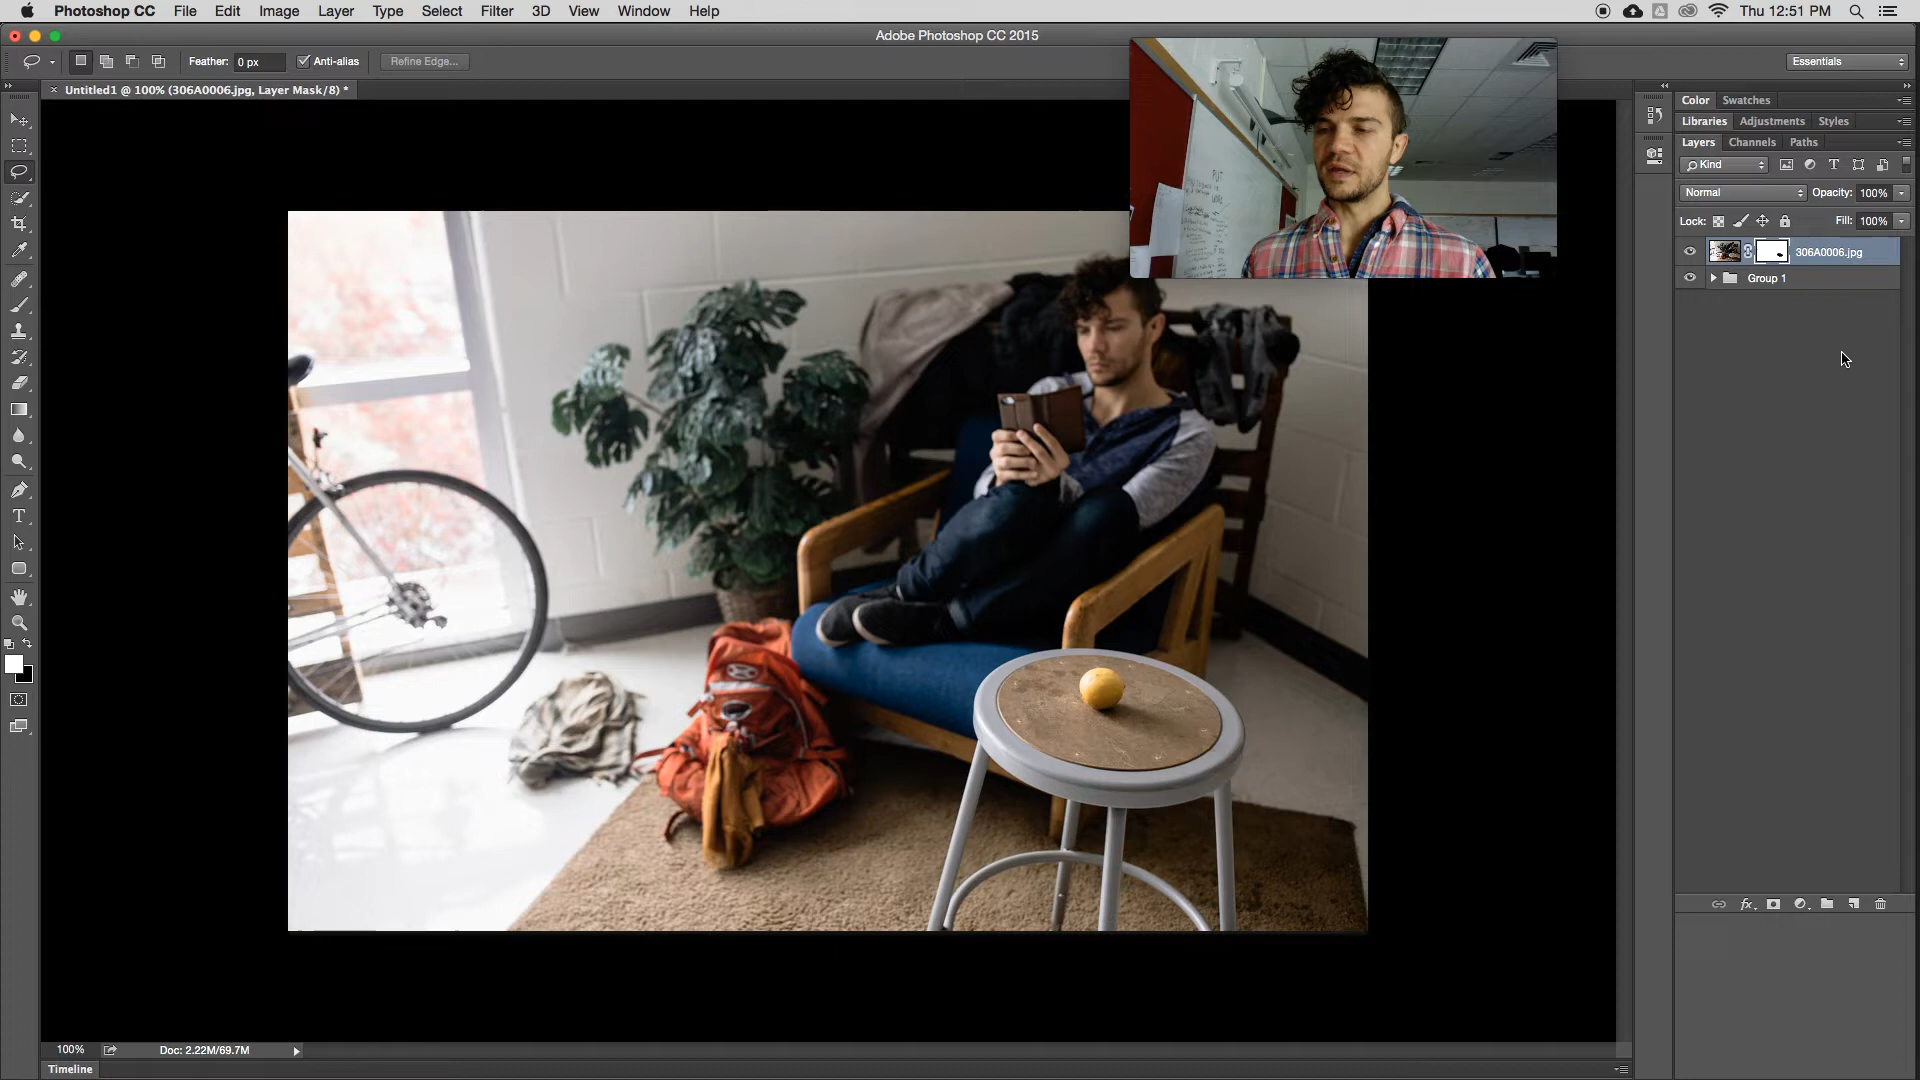 Photoshop CC File Edit Image Layer Type Select Filter 3D View Window Help Thu 12:51 PM
Adobe Photoshop CC 2015
Feather: 0 px Anti-alias Refine Edge... Essentials
× Untitled1 @ 100% (306A0006.jpg, Layer Mask/8) *
Color Swatches
Libraries Adjustments Styles
Layers Channels Paths
Kind
Normal Opacity: 100%
Lock: Fill: 100%
306A0006.jpg
Group 1
100% Doc: 2.22M/69.7M
Timeline